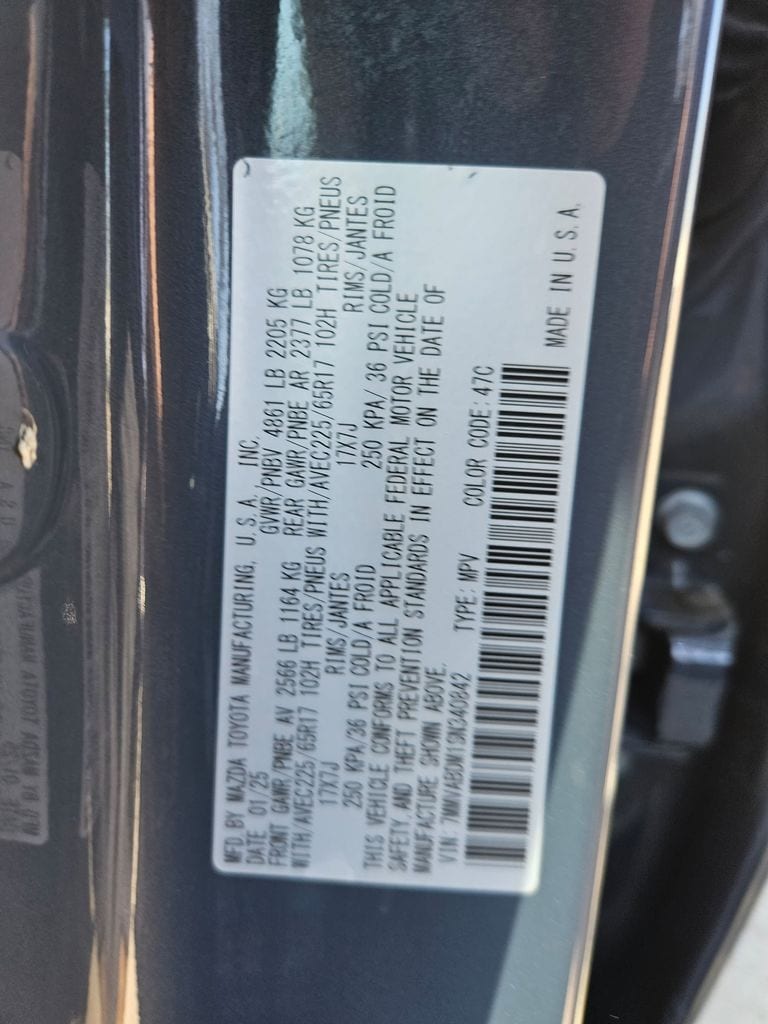 MFD.BY MAZDA TOYOTA MANUFACTURING, U.S.A, INC.
DATE 01/25 GVWR/PNBV 4861 LB 2205 KG
FRONT GAWR/PNBE AV 2566 LB 1164 KG REAR GAWR/PNBE AR 2377 LB 1078 KG
WITH/AVEC225/65R17 102H TIRES/PNEUS WITH/AVEC225/65R17 102H TIRES/PNEUS
17X7J RIMS/JANTES 17X7J RIMS/JANTES
250 KPA/36 PSI COLD/A FROID 250 KPA/ 36 PSI COLD/A FROID
THIS VEHICLE CONFORMS TO ALL APPLICABLE FEDERAL MOTOR VEHICLE
SAFETY,AND THEFT PREVENTION STANDARDS IN EFFECT ON THE DATE OF
MANUFACTURE SHOWN ABOVE.
VIN: 7MMVABDM13N340842 TYPE: MPV COLOR CODE: 47C
MADE IN U.S.A.